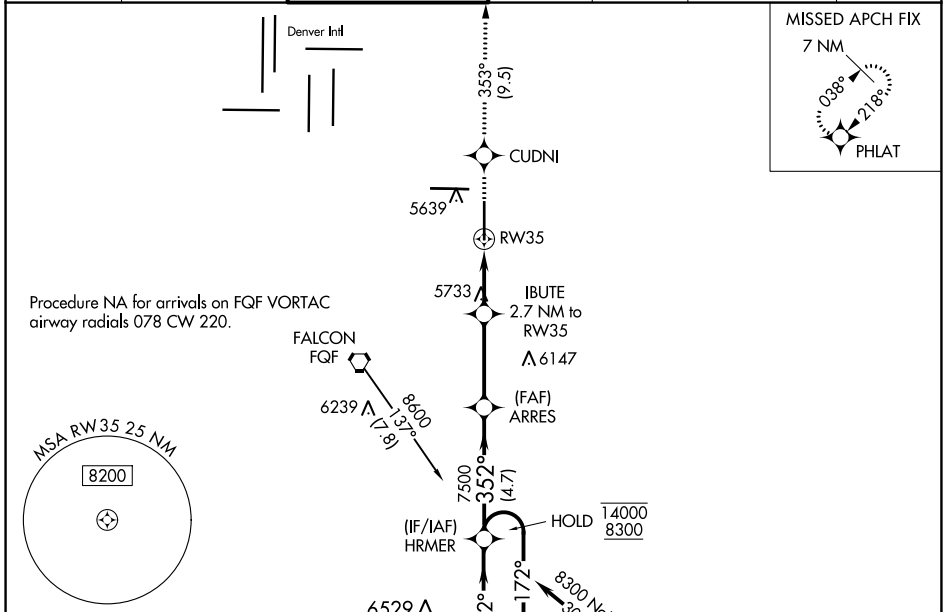 MISSED APCH FIX
7 NM
038°
218°
PHLAT
Denver Intl
353°
(9.5)
CUDNI
5639
RW35
5733
IBUTE
2.7 NM to
RW35
6147
Procedure NA for arrivals on FQF VORTAC
airway radials 078 CW 220.
FALCON
FQF
6239
8600
137°
(7.8)
(FAF)
ARRES
MSA RW35 25 NM
8200
7500
352°
(4.7)
(IF/IAF)
HRMER
HOLD
14000
8300
172°
6529
2°
8300